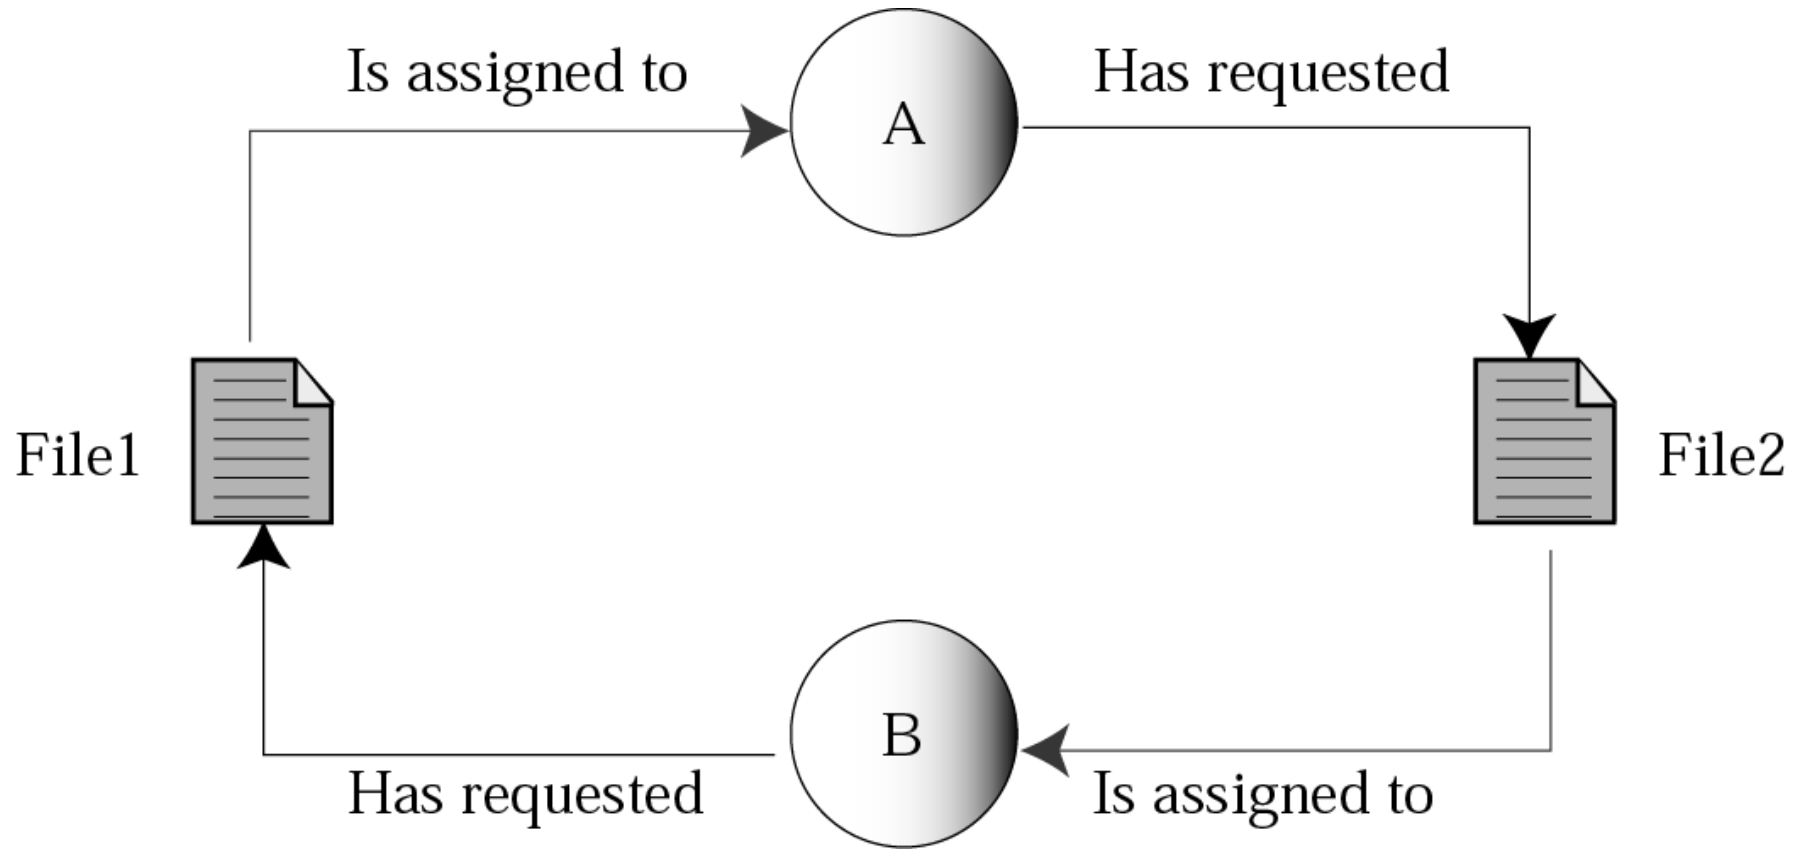 Is assigned to
A
Has requested
File1
File2
B
Has requested
Is assigned to